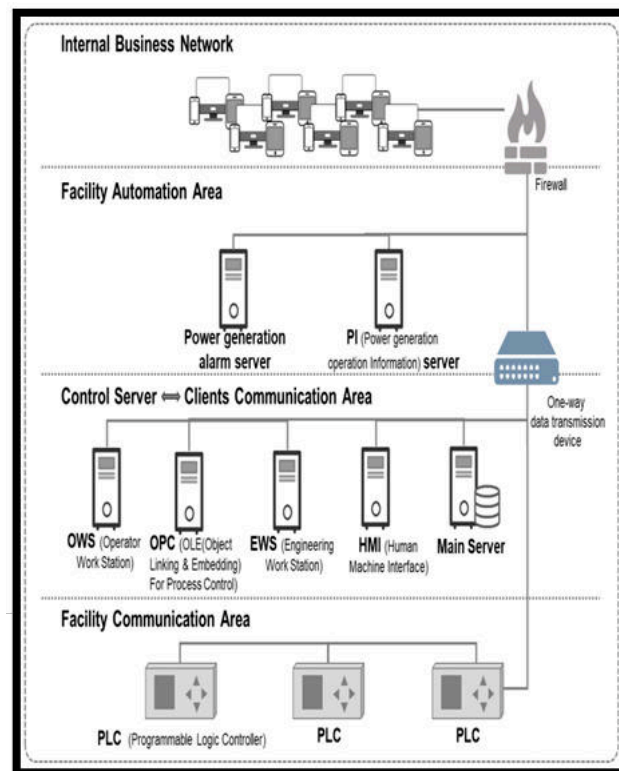 Internal Business Network
Firewall
Facility Automation Area
Power generation
alarm server
PI (Power generation
operation Information) server
One-way
data transmission
device
Control Server ⟺ Clients Communication Area
OWS (Operator
Work Station)
OPC (OLE(Object
Linking & Embedding)
For Process Control)
EWS (Engineering
Work Station)
HMI (Human
Machine Interface)
Main Server
Facility Communication Area
PLC (Programmable Logic Controller)
PLC
PLC